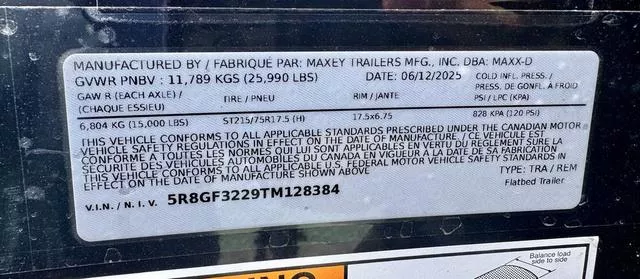 MANUFACTURED BY / FABRIQUÉ PAR: MAXEY TRAILERS MFG., INC. DBA: MAXX-D
GVWR PNBV : 11,789 KGS (25,990 LBS) DATE: 06/12/2025 COLD INFL. PRESS./
PRESS. DE GONFL. À FROID
GAW R (EACH AXLE) / TIRE / PNEU RIM / JANTE PSI / LPC (KPA)
(CHAQUE ESSIEU)
6,804 KG (15,000 LBS) ST215/75R17.5 (H) 17.5x6.75 828 KPA (120 PSI)
THIS VEHICLE CONFORMS TO ALL APPLICABLE STANDARDS PRESCRIBED UNDER THE CANADIAN MOTOR
VEHICLE SAFETY REGULATIONS IN EFFECT ON THE DATE OF MANUFACTURE. / CE VÉHICULE EST
CONFORME A TOUTES LES NORMES QUI LUI SONT APPLICABLES EN VERTU DU RÈGLEMENT SUR LA
SÉCURITÉ DES VÉHICULES AUTOMOBILES DU CANADA EN VIGUEUR À LA DATE DE SA FABRICATION
THIS VEHICLE CONFORMS TO ALL APPLICABLE U.S. FEDERAL MOTOR VEHICLE SAFETY STANDARDS IN
EFFECT ON THE DATE OF MANUFACTURE SHOWN ABOVE
TYPE: TRA / REM
V.I.N. / N. I. V. 5R8GF3229TM128384 Flatbed Trailer
Balance load
side to side